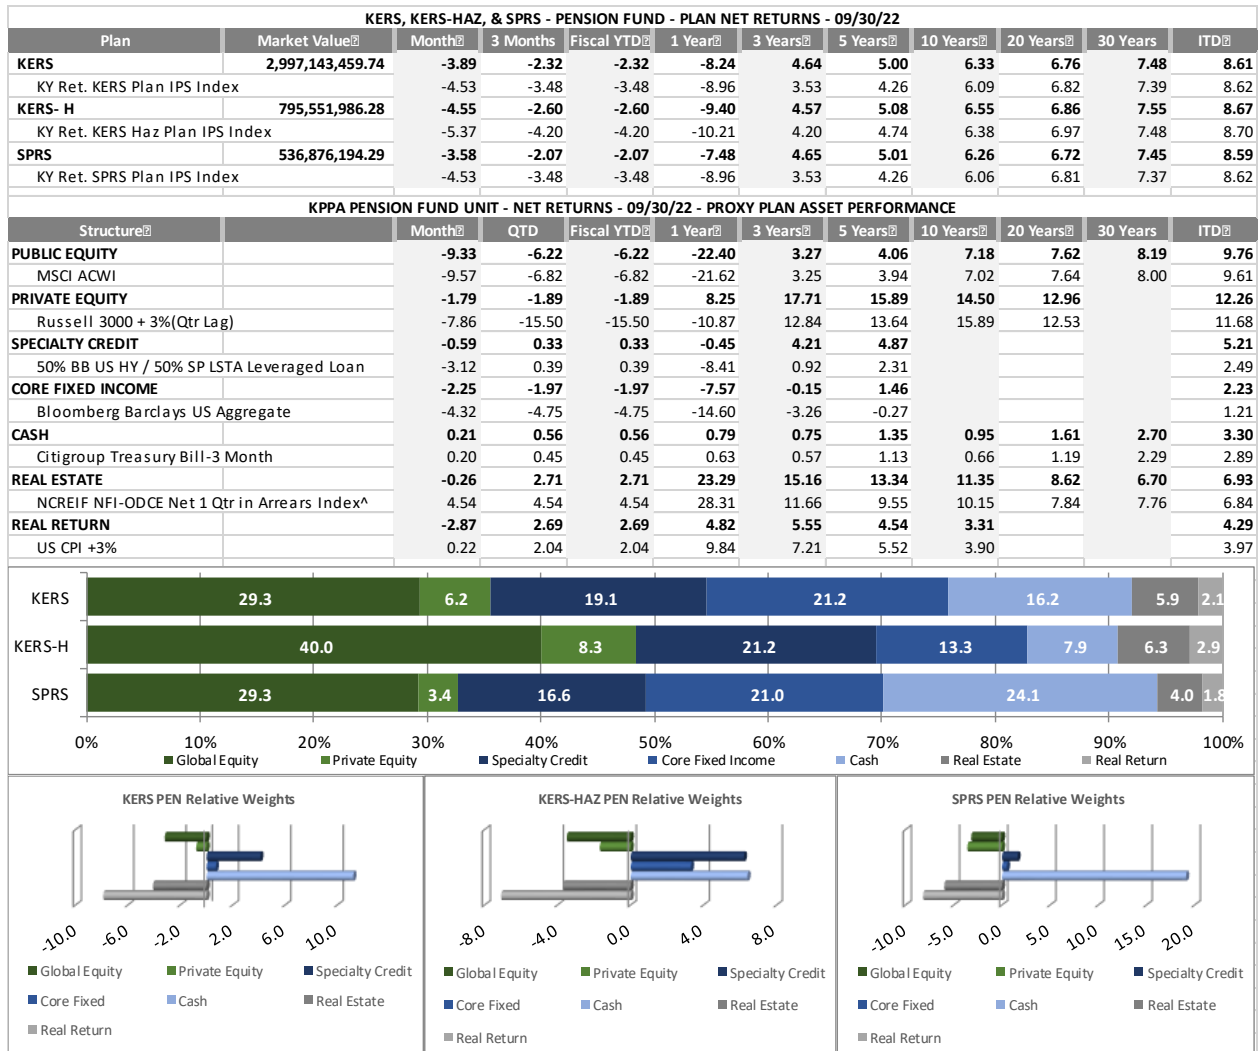 KERS, KERS-HAZ, & SPRS - PENSION FUND - PLAN NET RETURNS - 09/30/22
Plan Market Value Month 3 Months Fiscal YTD 1 Year 3 Years 5 Years 10 Years 20 Years 30 Years ITD
KERS 2,997,143,459.74 -3.89 -2.32 -2.32 -8.24 4.64 5.00 6.33 6.76 7.48 8.61
KY Ret. KERS Plan IPS Index -4.53 -3.48 -3.48 -8.96 3.53 4.26 6.09 6.82 7.39 8.62
KERS- H 795,551,986.28 -4.55 -2.60 -2.60 -9.40 4.57 5.08 6.55 6.86 7.55 8.67
KY Ret. KERS Haz Plan IPS Index -5.37 -4.20 -4.20 -10.21 4.20 4.74 6.38 6.97 7.48 8.70
SPRS 536,876,194.29 -3.58 -2.07 -2.07 -7.48 4.65 5.01 6.26 6.72 7.45 8.59
KY Ret. SPRS Plan IPS Index -4.53 -3.48 -3.48 -8.96 3.53 4.26 6.06 6.81 7.37 8.62
KPPA PENSION FUND UNIT - NET RETURNS - 09/30/22 - PROXY PLAN ASSET PERFORMANCE
Structure Month QTD Fiscal YTD 1 Year 3 Years 5 Years 10 Years 20 Years 30 Years ITD
PUBLIC EQUITY -9.33 -6.22 -6.22 -22.40 3.27 4.06 7.18 7.62 8.19 9.76
MSCI ACWI -9.57 -6.82 -6.82 -21.62 3.25 3.94 7.02 7.64 8.00 9.61
PRIVATE EQUITY -1.79 -1.89 -1.89 8.25 17.71 15.89 14.50 12.96 12.26
Russell 3000 + 3%(Qtr Lag) -7.86 -15.50 -15.50 -10.87 12.84 13.64 15.89 12.53 11.68
SPECIALTY CREDIT -0.59 0.33 0.33 -0.45 4.21 4.87 5.21
50% BB US HY / 50% SP LSTA Leveraged Loan -3.12 0.39 0.39 -8.41 0.92 2.31 2.49
CORE FIXED INCOME -2.25 -1.97 -1.97 -7.57 -0.15 1.46 2.23
Bloomberg Barclays US Aggregate -4.32 -4.75 -4.75 -14.60 -3.26 -0.27 1.21
CASH 0.21 0.56 0.56 0.79 0.75 1.35 0.95 1.61 2.70 3.30
Citigroup Treasury Bill-3 Month 0.20 0.45 0.45 0.63 0.57 1.13 0.66 1.19 2.29 2.89
REAL ESTATE -0.26 2.71 2.71 23.29 15.16 13.34 11.35 8.62 6.70 6.93
NCREIF NFI-ODCE Net 1 Qtr in Arrears Index^ 4.54 4.54 4.54 28.31 11.66 9.55 10.15 7.84 7.76 6.84
REAL RETURN -2.87 2.69 2.69 4.82 5.55 4.54 3.31 4.29
US CPI +3% 0.22 2.04 2.04 9.84 7.21 5.52 3.90 3.97
KERS 29.3 6.2 19.1 21.2 16.2 5.9 2.1
KERS-H 40.0 8.3 21.2 13.3 7.9 6.3 2.9
SPRS 29.3 3.4 16.6 21.0 24.1 4.0 1.8
0% 10% 20% 30% 40% 50% 60% 70% 80% 90% 100%
Global Equity Private Equity Specialty Credit Core Fixed Income Cash Real Estate Real Return
KERS PEN Relative Weights
-10.0 -6.0 -2.0 2.0 6.0 10.0
Global Equity Private Equity Specialty Credit
Core Fixed Cash Real Estate
Real Return
KERS-HAZ PEN Relative Weights
-8.0 -4.0 0.0 4.0 8.0
Global Equity Private Equity Specialty Credit
Core Fixed Cash Real Estate
Real Return
SPRS PEN Relative Weights
-10.0 -5.0 0.0 5.0 10.0 15.0 20.0
Global Equity Private Equity Specialty Credit
Core Fixed Cash Real Estate
Real Return